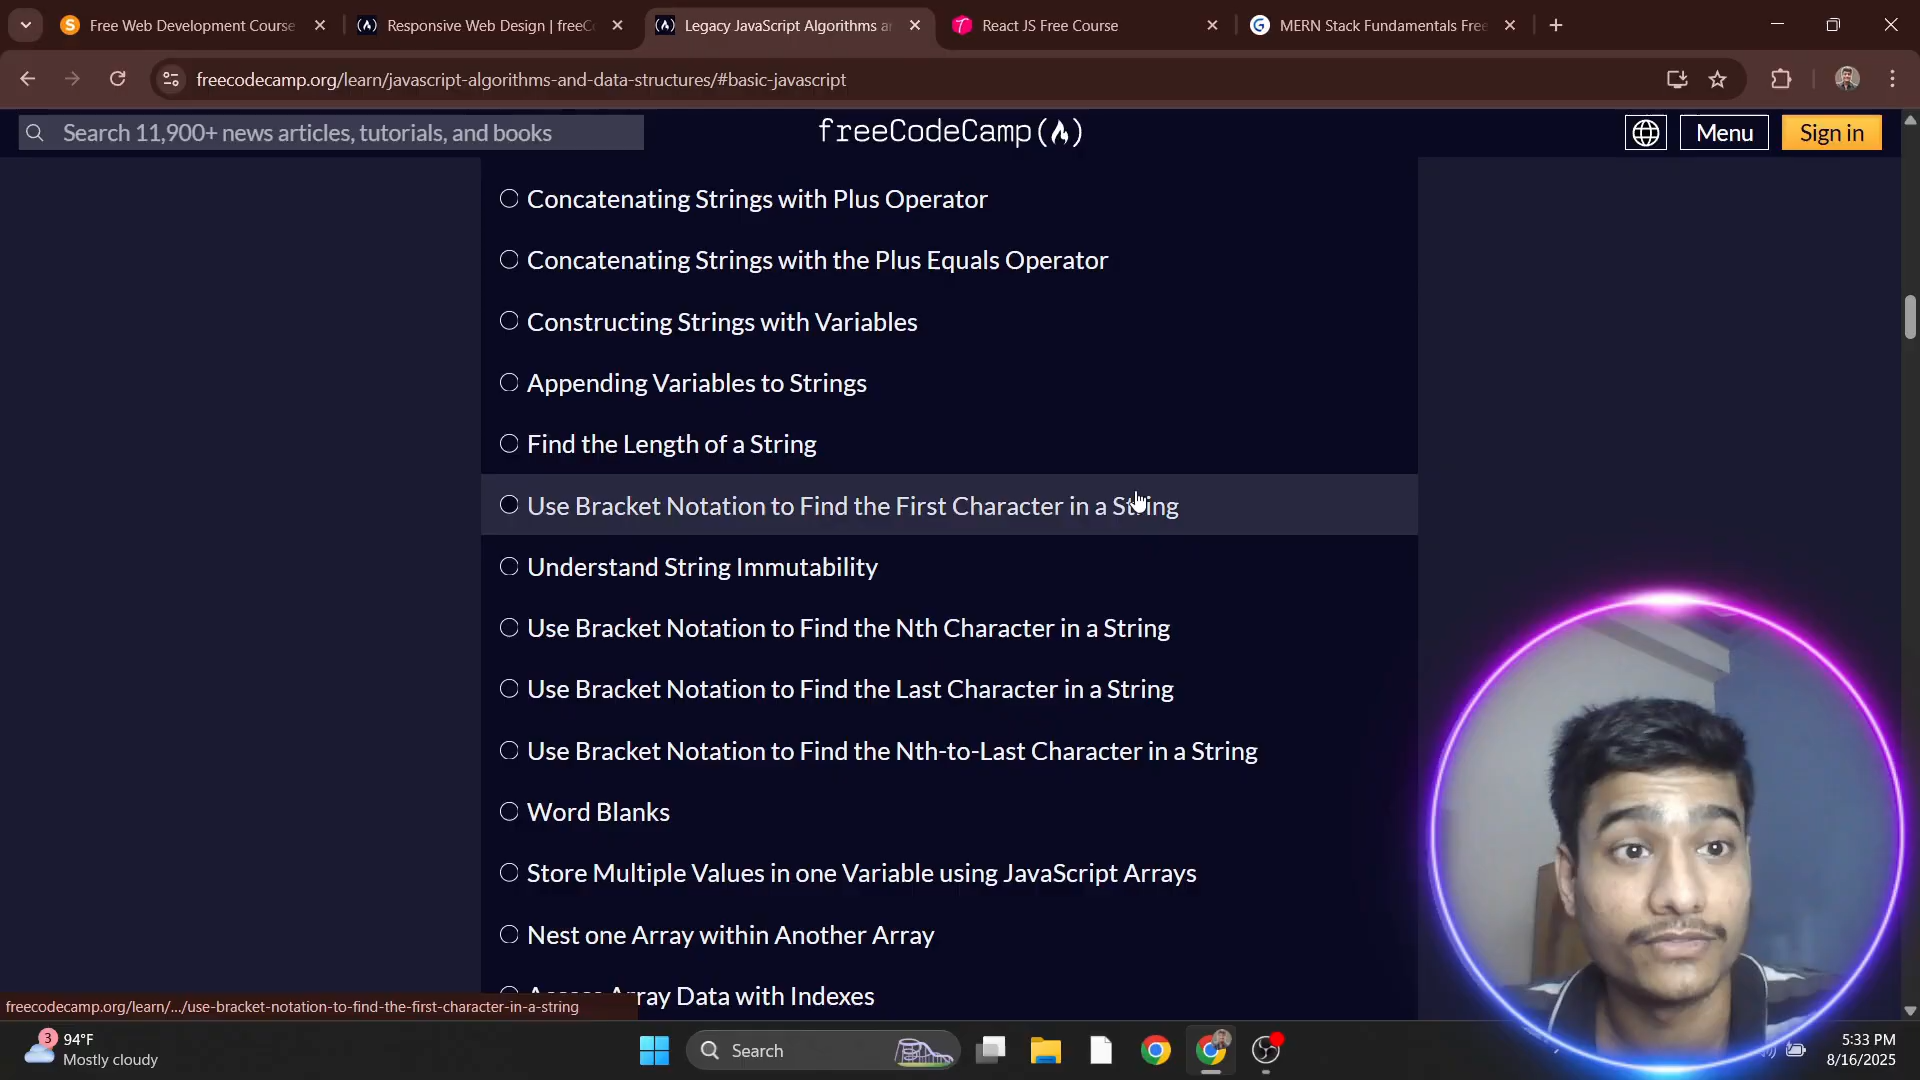 Free Web Development Course
Responsive Web Design | freeC
Legacy JavaScript Algorithms a
React JS Free Course
MERN Stack Fundamentals Free
freecodecamp.org/learn/javascript-algorithms-and-data-structures/#basic-javascript
Search 11,900+ news articles, tutorials, and books
freeCodeCamp
Menu
Sign in
Concatenating Strings with Plus Operator
Concatenating Strings with the Plus Equals Operator
Constructing Strings with Variables
Appending Variables to Strings
Find the Length of a String
Use Bracket Notation to Find the First Character in a String
Understand String Immutability
Use Bracket Notation to Find the Nth Character in a String
Use Bracket Notation to Find the Last Character in a String
Use Bracket Notation to Find the Nth-to-Last Character in a String
Word Blanks
Store Multiple Values in one Variable using JavaScript Arrays
Nest one Array within Another Array
Access Array Data with Indexes
freecodecamp.org/learn/.../use-bracket-notation-to-find-the-first-character-in-a-string
3
94°F
Mostly cloudy
Search
5:33 PM
8/16/2025